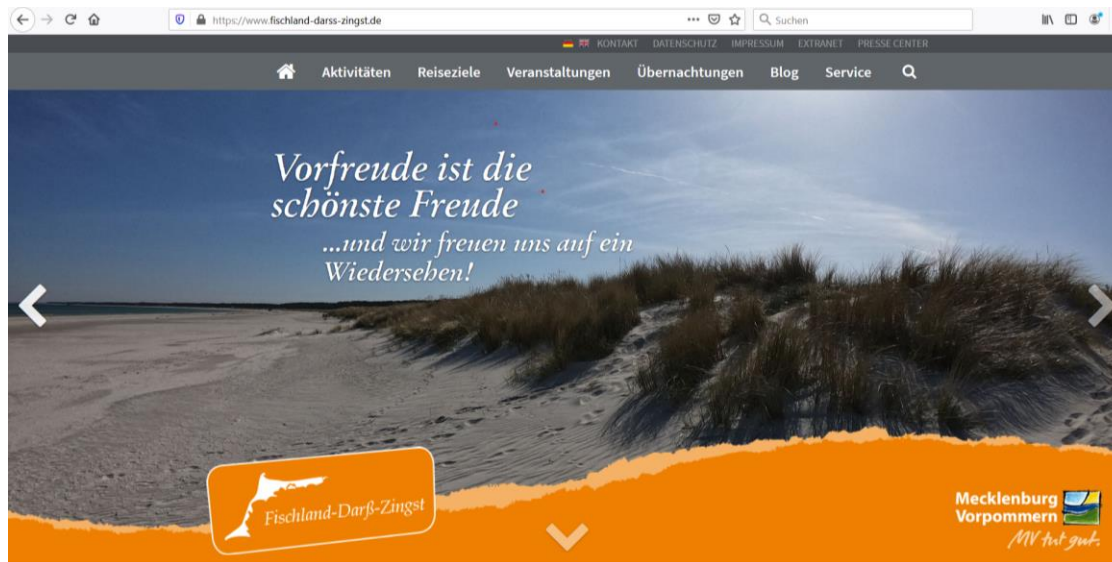 https://www.fischland-darss-zingst.de
Suchen
KONTAKT DATENSCHUTZ IMPRESSUM EXTRANET PRESSE CENTER
Aktivitäten Reiseziele Veranstaltungen Übernachtungen Blog Service
Vorfreude ist die
schönste Freude
...und wir freuen uns auf ein
Wiedersehen!
Fischland-Darß-Zingst
Mecklenburg
Vorpommern
MV tut gut.